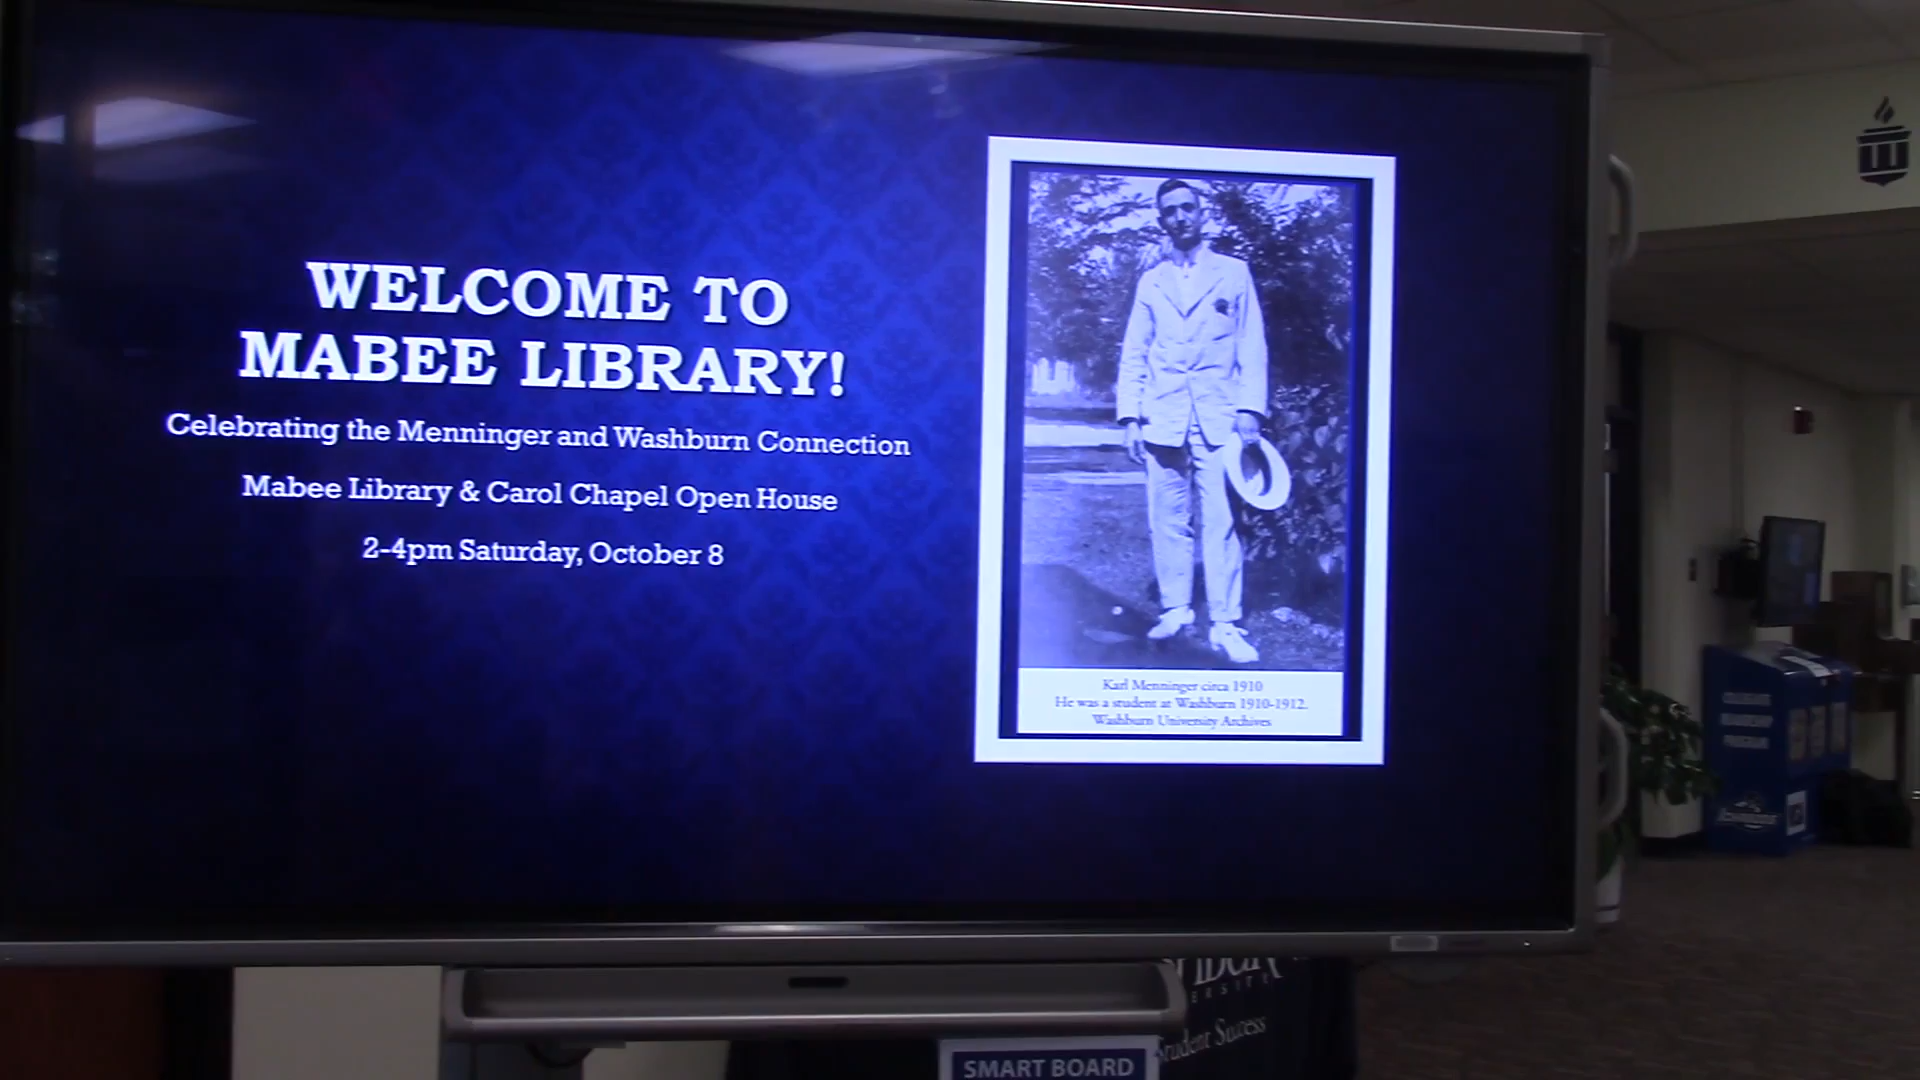 WELCOME TO
MABEE LIBRARY!
Celebrating the Menninger and Washburn Connection
Mabee Library & Carol Chapel Open House
2-4pm Saturday, October 8
Karl Menninger circa 1910
He was a student at Washburn 1910-1912.
Washburn University Archives
Student Success
SMART BOARD